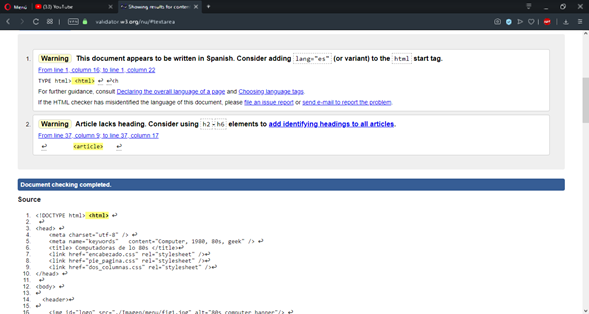 Menú
(33) YouTube
Showing results for conten
validator.w3.org/nu/#textarea
1. Warning This document appears to be written in Spanish. Consider adding lang="es" (or variant) to the html start tag.
From line 1, column 16; to line 1, column 22
TYPE html> <html> ↩ ↩ch
For further guidance, consult Declaring the overall language of a page and Choosing language tags.
If the HTML checker has misidentified the language of this document, please file an issue report or send e-mail to report the problem.
2. Warning Article lacks heading. Consider using h2-h6 elements to add identifying headings to all articles.
From line 37, column 9; to line 37, column 17
↩ <article> ↩
Document checking completed.
Source
1. <!DOCTYPE html> <html> ↩
2. ↩
3. <head> ↩
4. <meta charset="utf-8" /> ↩
5. <meta name="keywords" content="Computer, 1980, 80s, geek" /> ↩
6. <title> Computadoras de lo 80s </title>↩
7. <link href="encabezado.css" rel="stylesheet" />↩
8. <link href="pie_pagina.css" rel="stylesheet" />↩
9. <link href="dos_columnas.css" rel="stylesheet" />↩
10. </head> ↩
11. ↩
12. <body> ↩
13. ↩
14. <header>↩
15. ↩
16. <img id="logo" src="./Imagen/menu/fig1.jpg" alt="80s computer banner"/> ↩